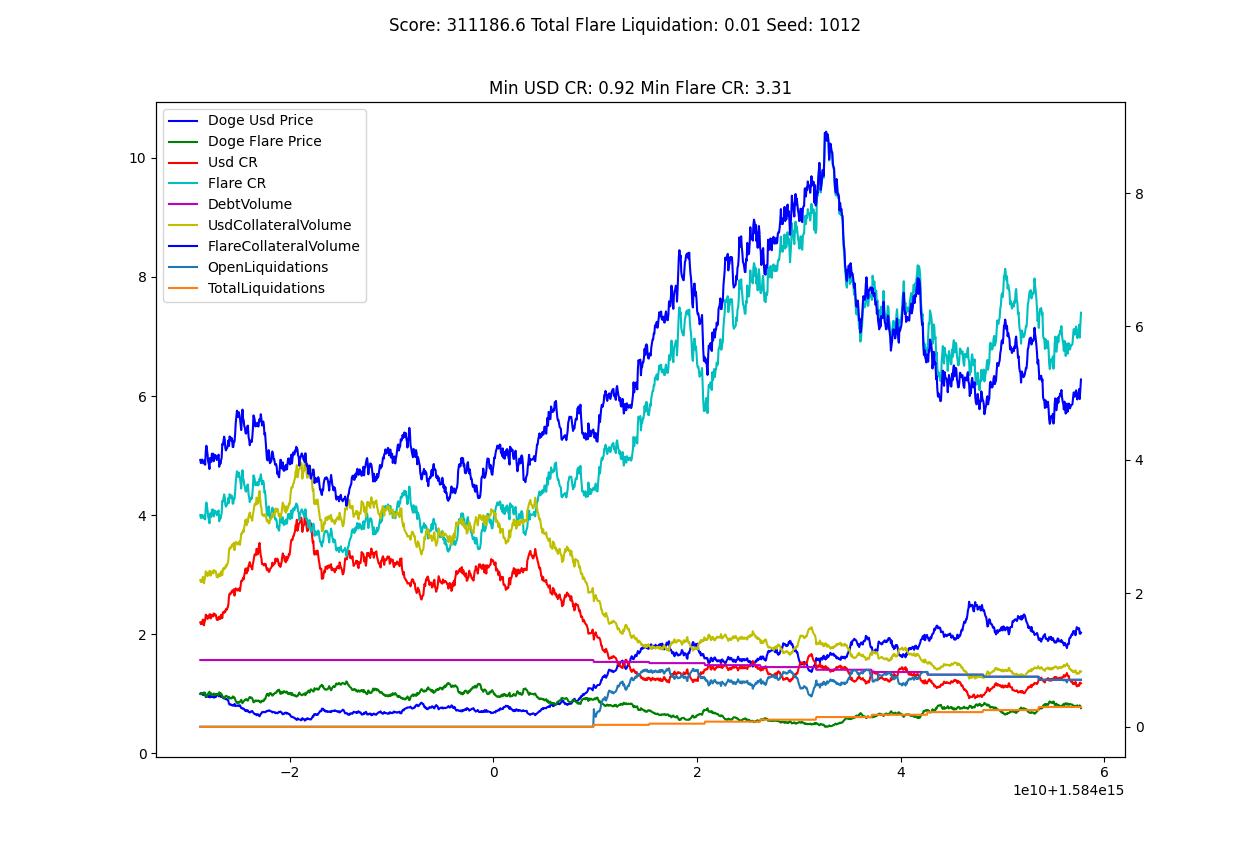 Score: 311186.6 Total Flare Liquidation: 0.01 Seed: 1012
Min USD CR: 0.92 Min Flare CR: 3.31
Doge Usd Price
Doge Flare Price
Usd CR
Flare CR
DebtVolume
UsdCollateralVolume
FlareCollateralVolume
OpenLiquidations
TotalLiquidations
10
8
6
4
2
0
8
6
4
2
0
−2 0 2 4 6
1e10+1.584e15